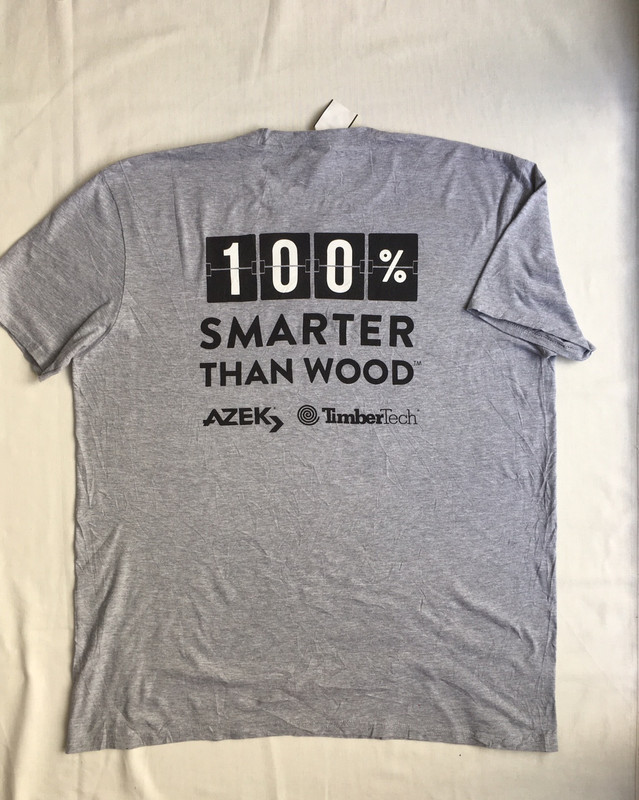 100%
SMARTER
THAN WOOD™
AZEK TimberTech